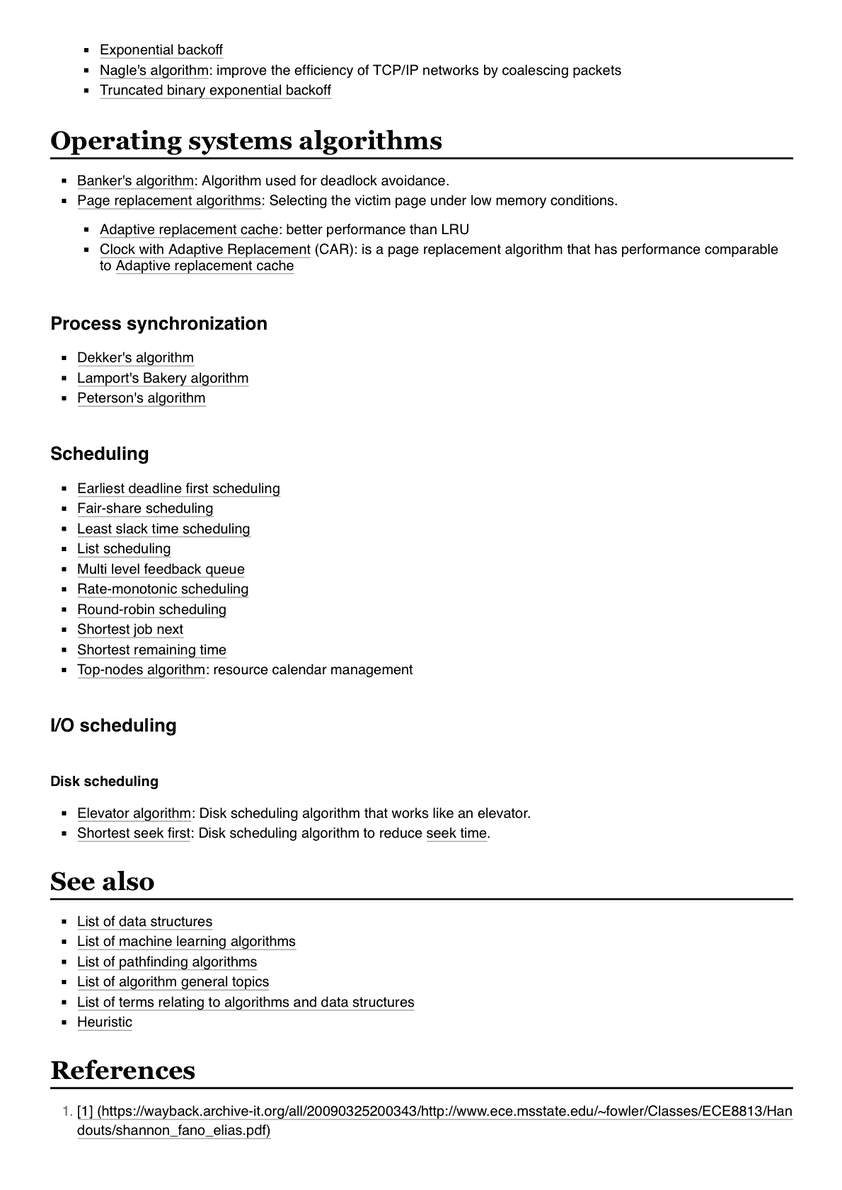 Exponential backoff
Nagle's algorithm: improve the efficiency of TCP/IP networks by coalescing packets
Truncated binary exponential backoff
Operating systems algorithms
Banker's algorithm: Algorithm used for deadlock avoidance.
Page replacement algorithms: Selecting the victim page under low memory conditions.
Adaptive replacement cache: better performance than LRU
Clock with Adaptive Replacement (CAR): is a page replacement algorithm that has performance comparable
to Adaptive replacement cache
Process synchronization
Dekker's algorithm
Lamport's Bakery algorithm
Peterson's algorithm
Scheduling
Earliest deadline first scheduling
Fair-share scheduling
Least slack time scheduling
List scheduling
Multi level feedback queue
Rate-monotonic scheduling
Round-robin scheduling
Shortest job next
Shortest remaining time
Top-nodes algorithm: resource calendar management
I/O scheduling
Disk scheduling
Elevator algorithm: Disk scheduling algorithm that works like an elevator.
Shortest seek first: Disk scheduling algorithm to reduce seek time.
See also
List of data structures
List of machine learning algorithms
List of pathfinding algorithms
List of algorithm general topics
List of terms relating to algorithms and data structures
Heuristic
References
1. [1] (https://wayback.archive-it.org/all/20090325200343/http://www.ece.msstate.edu/~fowler/Classes/ECE8813/Han
douts/shannon_fano_elias.pdf)